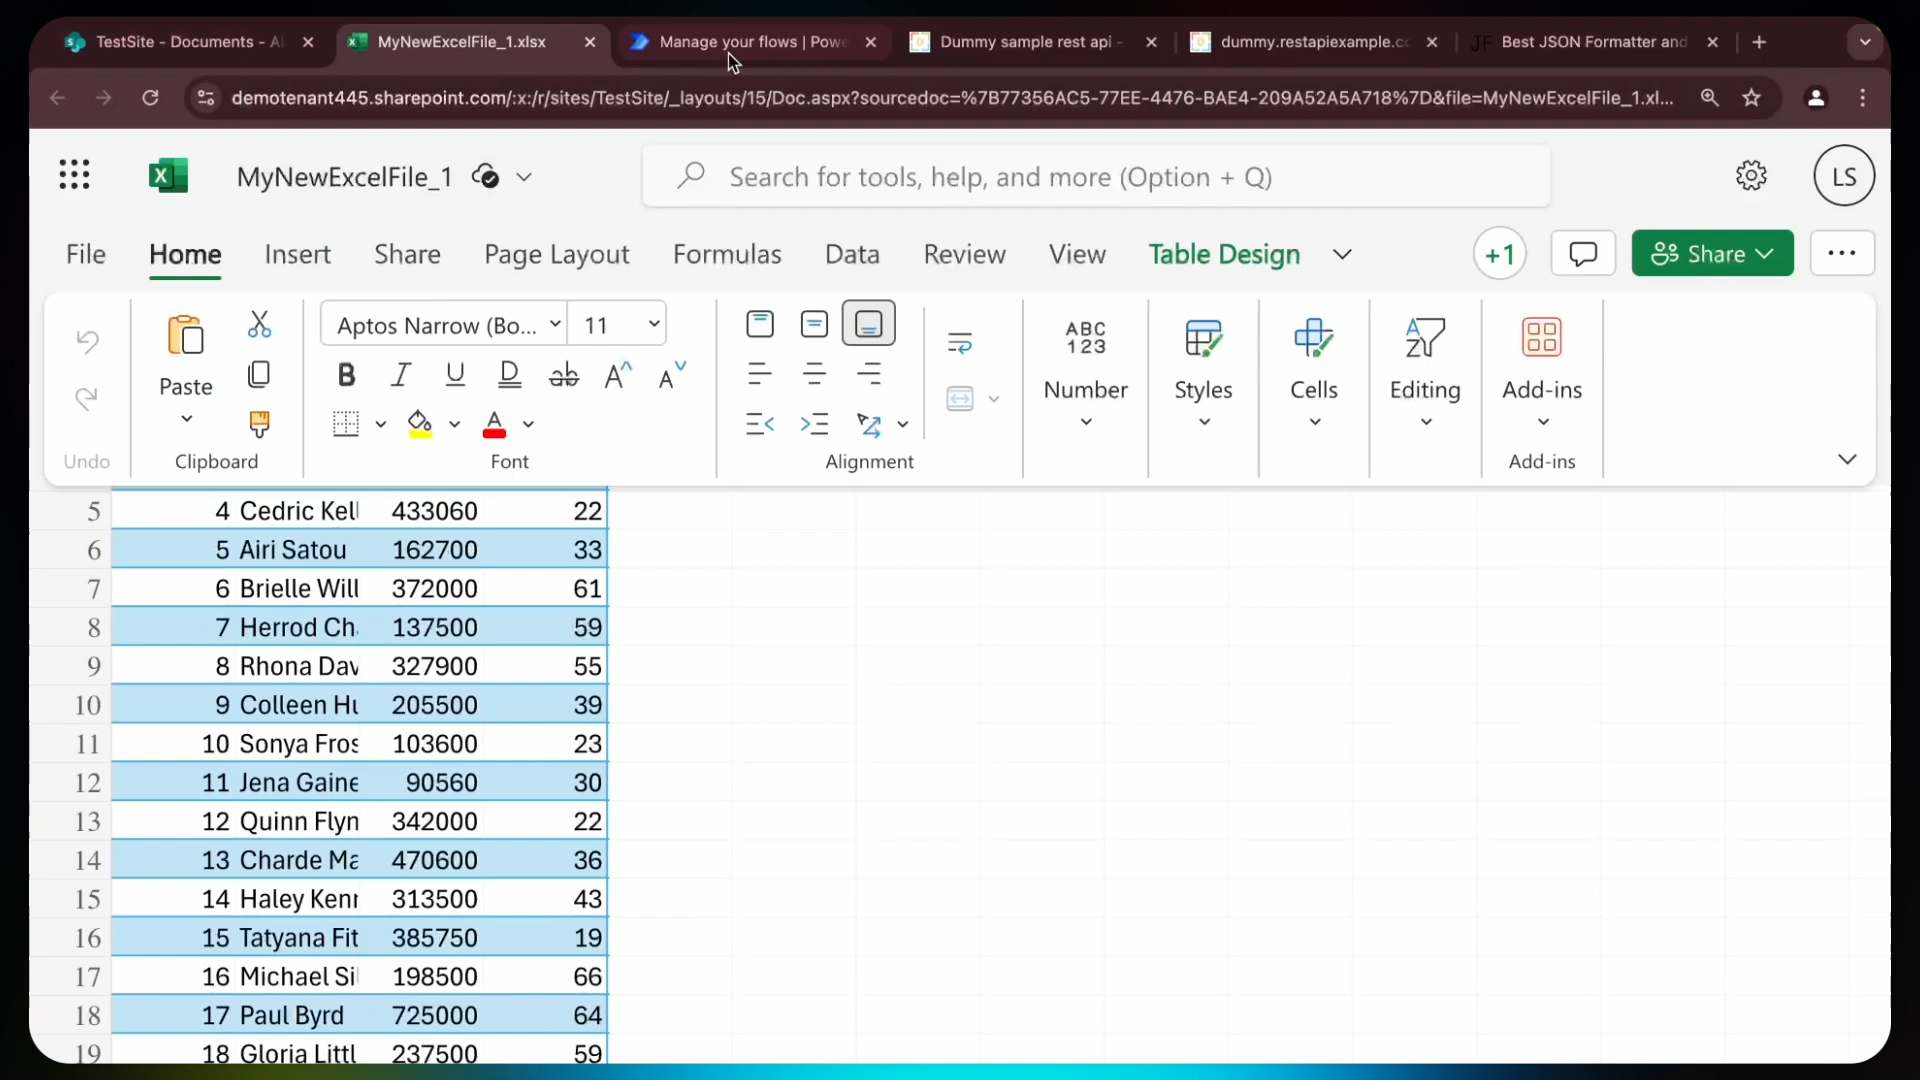 TestSite - Documents - Al
MyNewExcelFile_1.xlsx
Manage your flows | Powe
Dummy sample rest api -
dummy.restapiexample.co
JF Best JSON Formatter and
demotenant445.sharepoint.com/:x:/r/sites/TestSite/_layouts/15/Doc.aspx?sourcedoc=%7B77356AC5-77EE-4476-BAE4-209A52A5A718%7D&file=MyNewExcelFile_1.xl...
MyNewExcelFile_1
Search for tools, help, and more (Option + Q)
LS
File Home Insert Share Page Layout Formulas Data Review View Table Design
+1
Share
Aptos Narrow (Bo... 11
ABC
123
Paste
Number
Styles
Cells
Editing
Add-ins
Undo
Clipboard
Font
Alignment
Add-ins
5 4 Cedric Kell 433060 22
6 5 Airi Satou 162700 33
7 6 Brielle Will 372000 61
8 7 Herrod Ch 137500 59
9 8 Rhona Dav 327900 55
10 9 Colleen Hu 205500 39
11 10 Sonya Fros 103600 23
12 11 Jena Gaine 90560 30
13 12 Quinn Flyn 342000 22
14 13 Charde Ma 470600 36
15 14 Haley Kenn 313500 43
16 15 Tatyana Fit 385750 19
17 16 Michael Si 198500 66
18 17 Paul Byrd 725000 64
19 18 Gloria Littl 237500 59